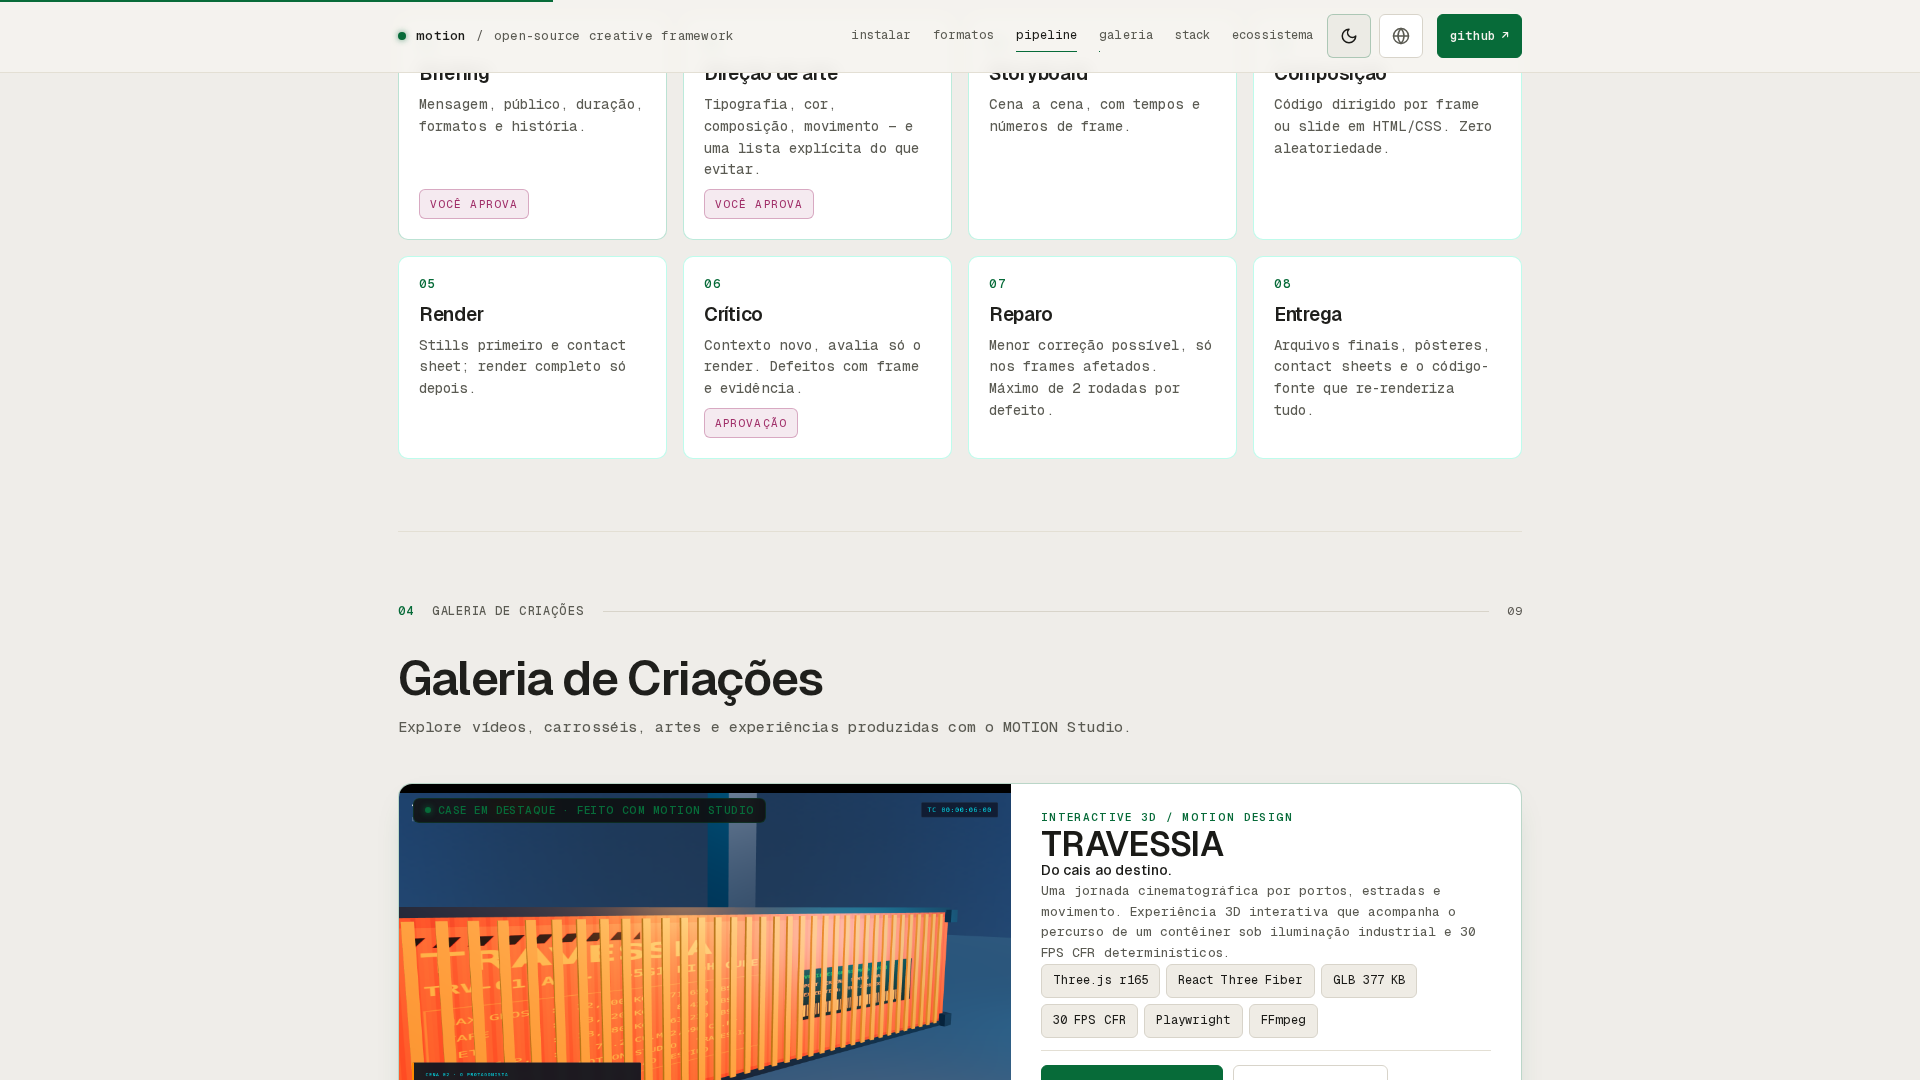 motion / open-source creative framework
instalar formatos pipeline galeria stack ecossistema github ↗
Briefing
Mensagem, público, duração,
formatos e história.
VOCÊ APROVA
Direção de arte
Tipografia, cor,
composição, movimento — e
uma lista explícita do que
evitar.
VOCÊ APROVA
Storyboard
Cena a cena, com tempos e
números de frame.
Composição
Código dirigido por frame
ou slide em HTML/CSS. Zero
aleatoriedade.
05
Render
Stills primeiro e contact
sheet; render completo só
depois.
06
Crítico
Contexto novo, avalia só o
render. Defeitos com frame
e evidência.
APROVAÇÃO
07
Reparo
Menor correção possível, só
nos frames afetados.
Máximo de 2 rodadas por
defeito.
08
Entrega
Arquivos finais, pôsteres,
contact sheets e o código-
fonte que re-renderiza
tudo.
04 GALERIA DE CRIAÇÕES 09
Galeria de Criações
Explore vídeos, carrosséis, artes e experiências produzidas com o MOTION Studio.
CASE EM DESTAQUE · FEITO COM MOTION STUDIO
TC 00:00:06:00
TRAVESSIA
CENA 02 · O PROTAGONISTA
INTERACTIVE 3D / MOTION DESIGN
TRAVESSIA
Do cais ao destino.
Uma jornada cinematográfica por portos, estradas e
movimento. Experiência 3D interativa que acompanha o
percurso de um contêiner sob iluminação industrial e 30
FPS CFR determinísticos.
Three.js r165 React Three Fiber GLB 377 KB
30 FPS CFR Playwright FFmpeg